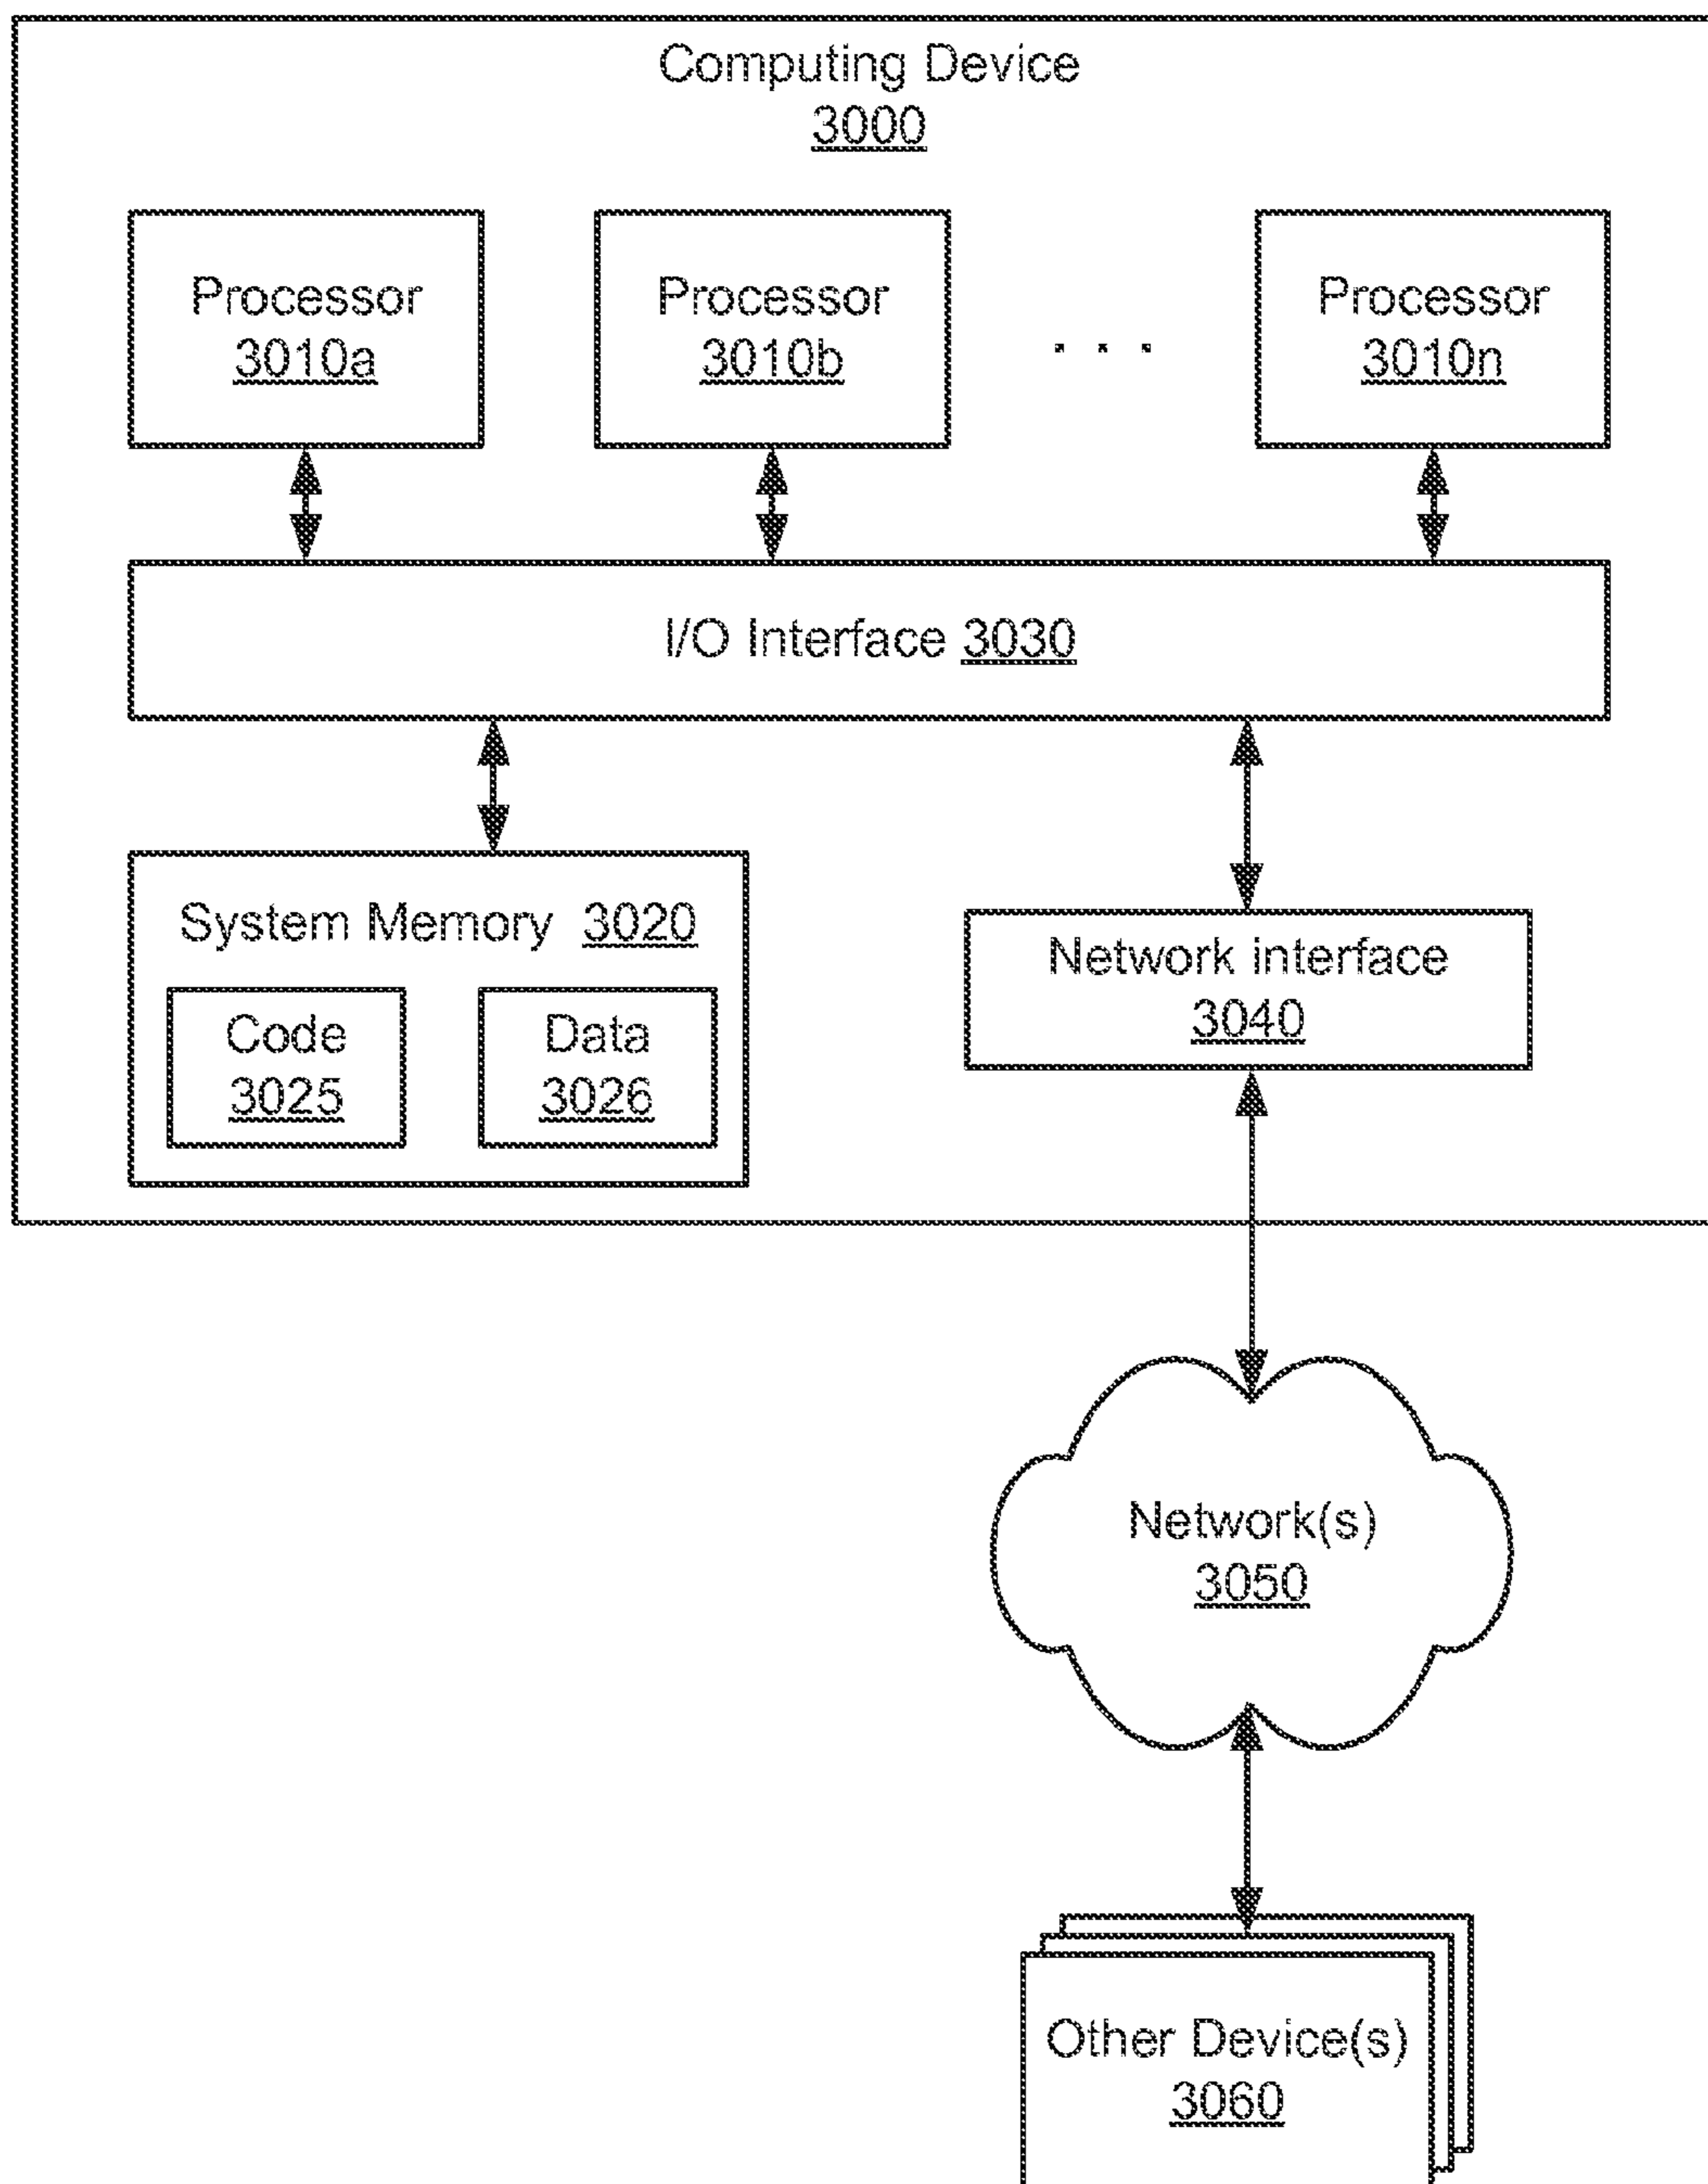 Computing Device
3000
Processor
3010a
Processor
3010b
. . .
Processor
3010n
I/O Interface 3030
System Memory 3020
Code
3025
Data
3026
Network interface
3040
Network(s)
3050
Other Device(s)
3060